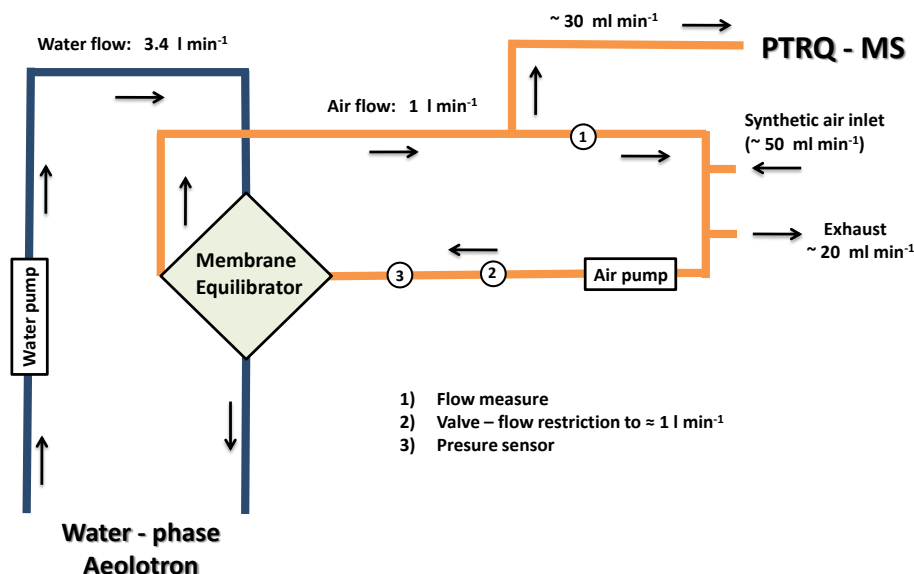 ~ 30 ml min-1
Water flow: 3.4 l min-1
PTRQ - MS
Air flow: 1 l min-1
Synthetic air inlet
(~ 50 ml min-1)
1
Exhaust
~ 20 ml min-1
Membrane
Equilibrator
3
2
Air pump
Water pump
1) Flow measure
2) Valve – flow restriction to ≈ 1 l min-1
3) Presure sensor
Water - phase
Aeolotron